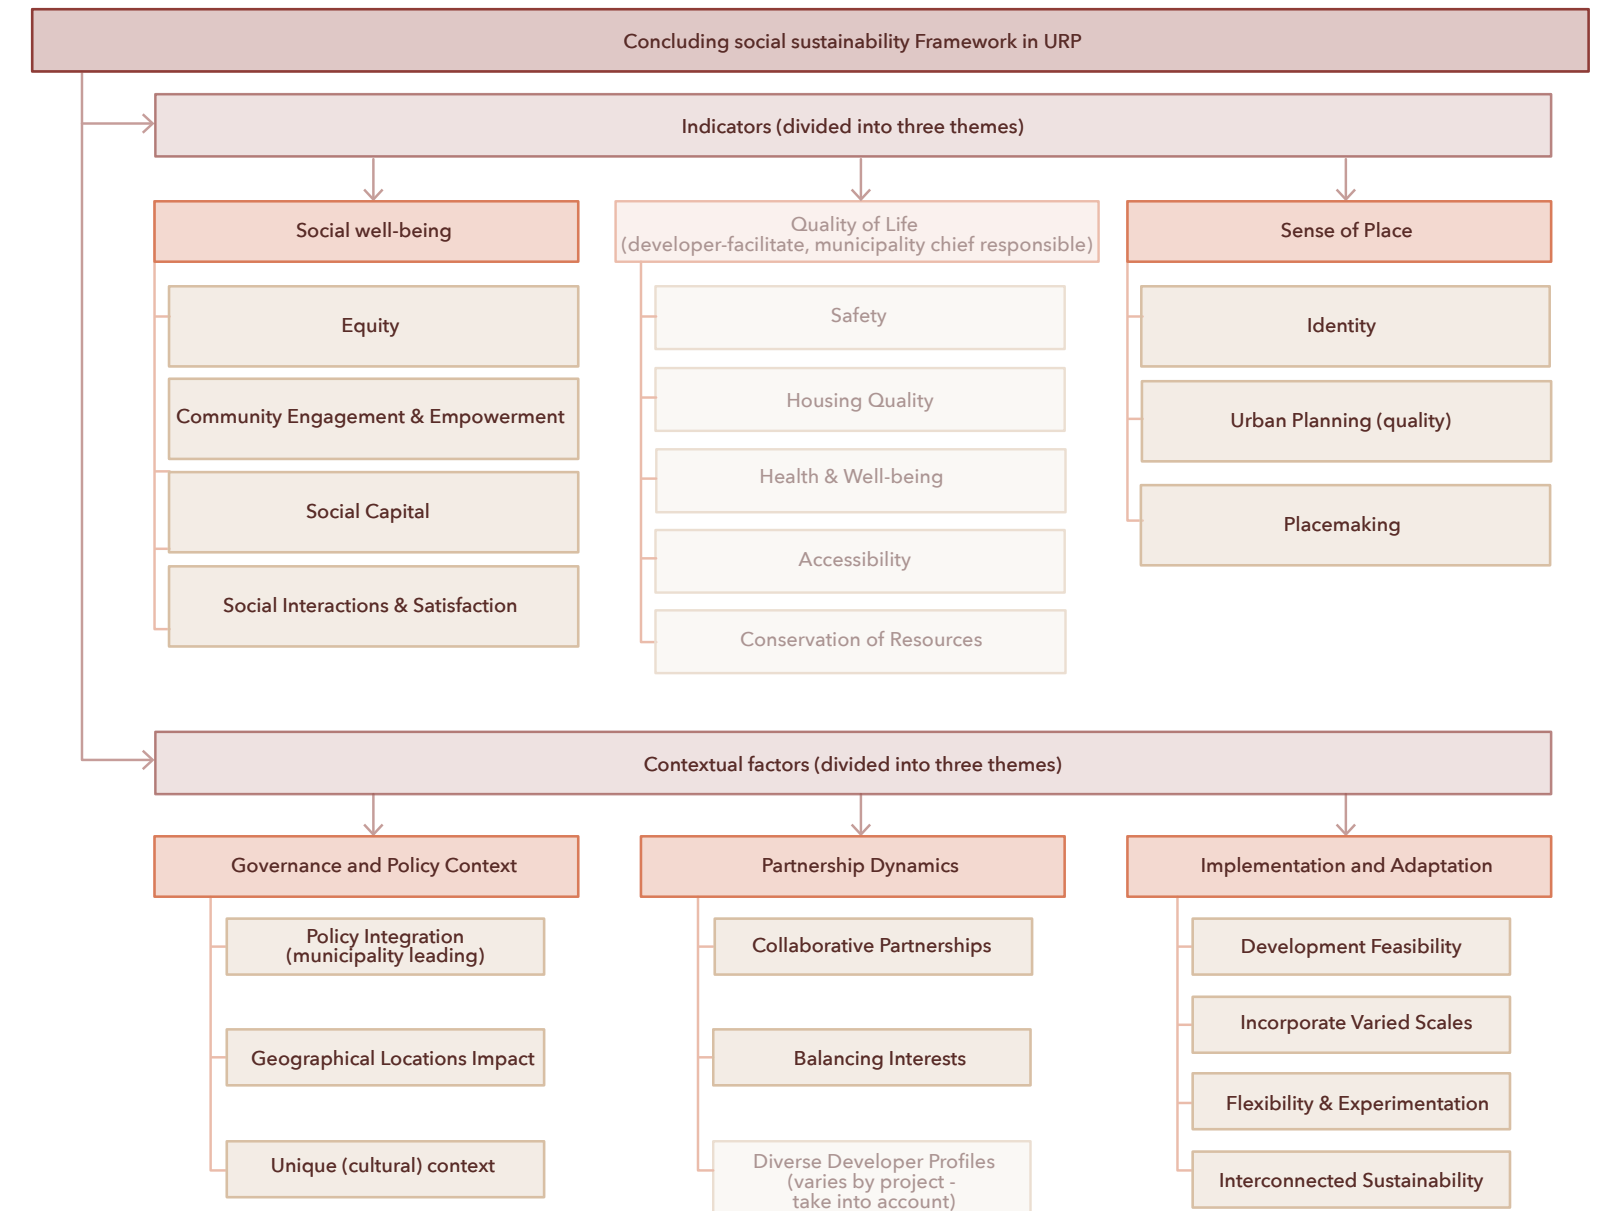 Concluding social sustainability Framework in URP
Indicators (divided into three themes)
Social well-being
Equity
Community Engagement & Empowerment
Social Capital
Social Interactions & Satisfaction
Quality of Life
(developer-facilitate, municipality chief responsible)
Safety
Housing Quality
Health & Well-being
Accessibility
Conservation of Resources
Sense of Place
Identity
Urban Planning (quality)
Placemaking
Contextual factors (divided into three themes)
Governance and Policy Context
Policy Integration
(municipality leading)
Geographical Locations Impact
Unique (cultural) context
Partnership Dynamics
Collaborative Partnerships
Balancing Interests
Diverse Developer Profiles
(varies by project -
take into account)
Implementation and Adaptation
Development Feasibility
Incorporate Varied Scales
Flexibility & Experimentation
Interconnected Sustainability